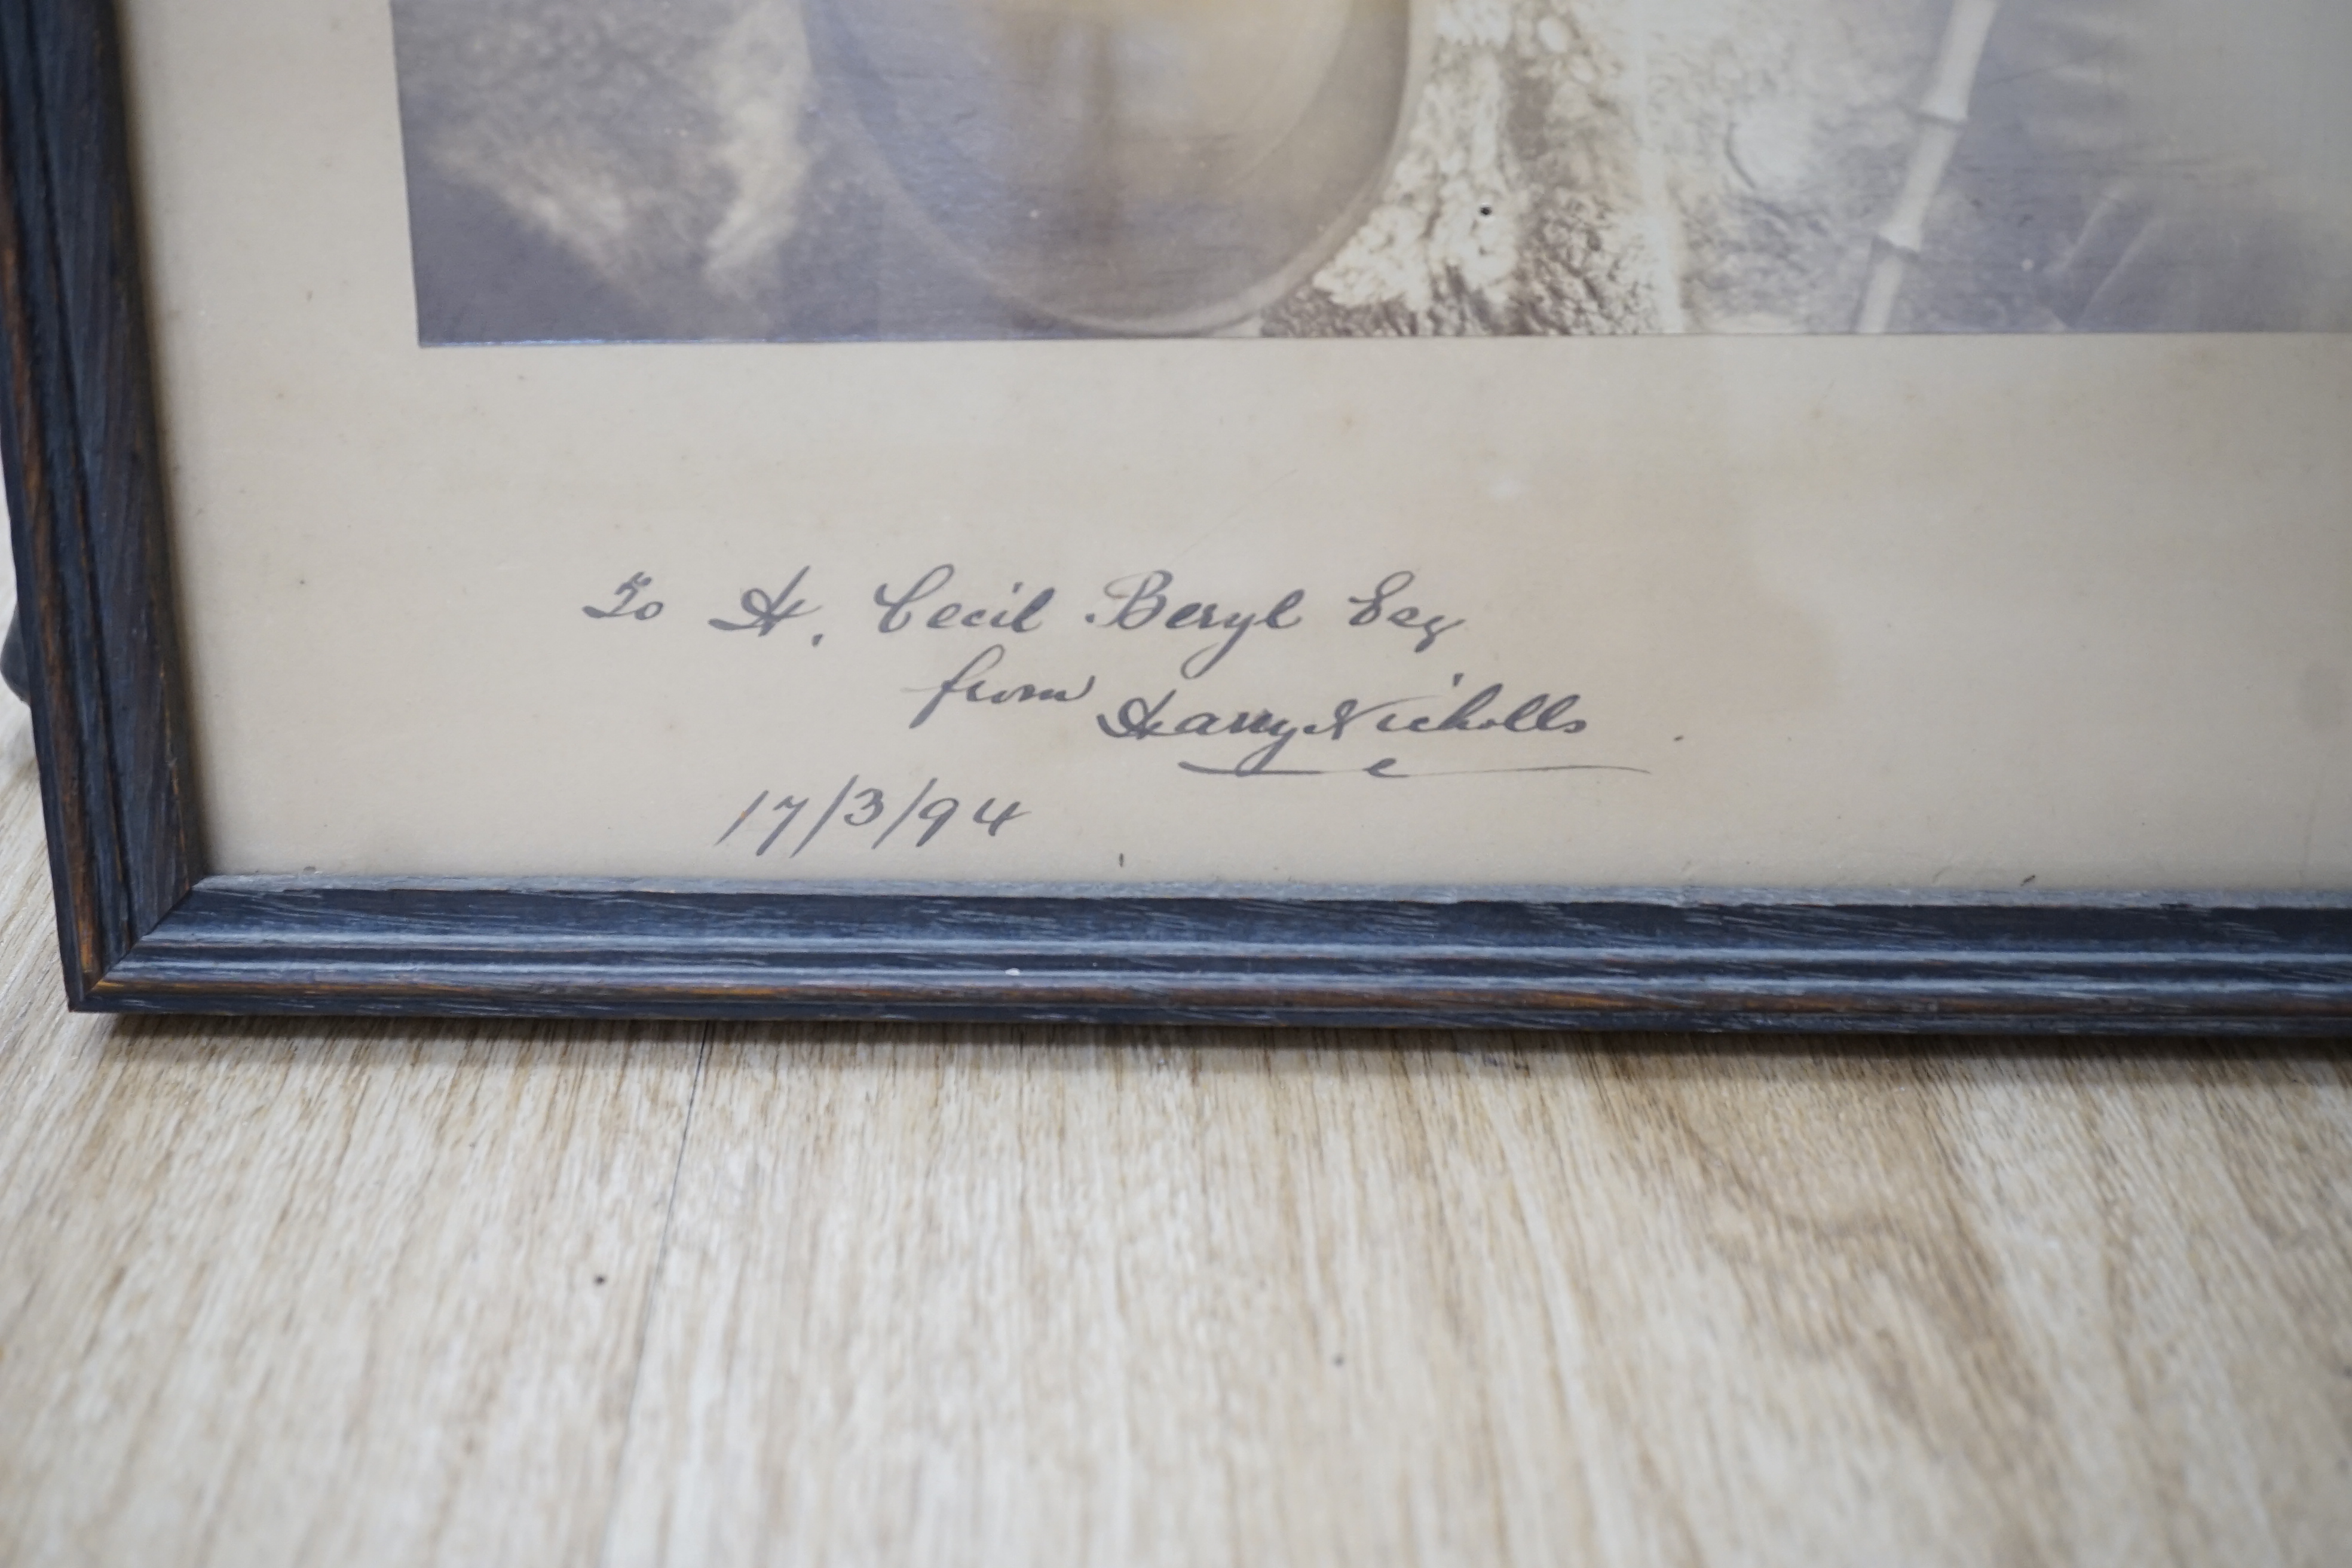 To H. Cecil Beryl Esq
from Harry Nicholls
17/3/94